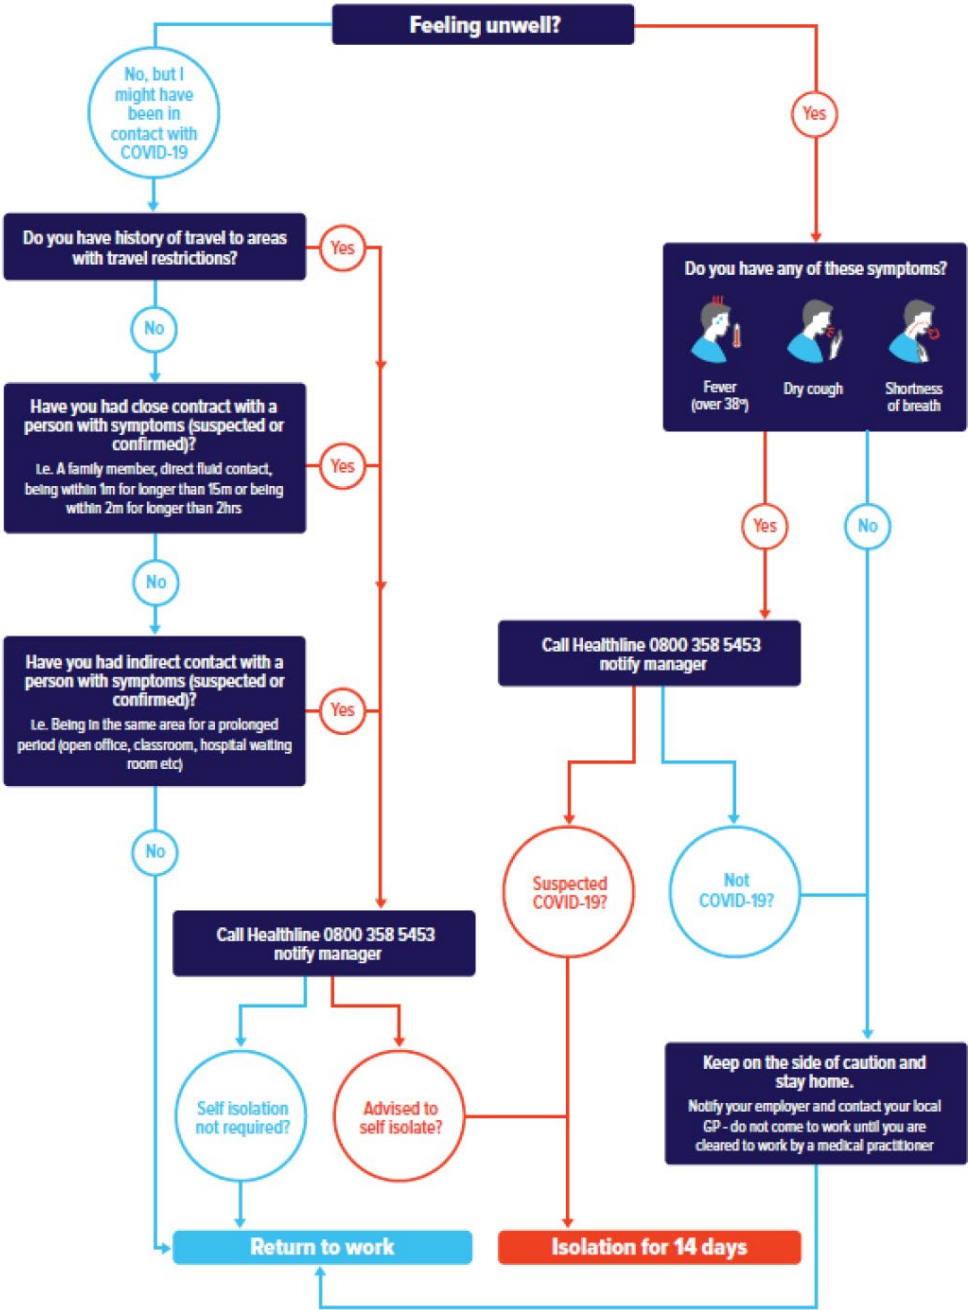 Feeling unwell?
No, but I
might have
been in
contact with
COVID-19
Yes
Do you have history of travel to areas
with travel restrictions?
Yes
No
Do you have any of these symptoms?
Fever
(over 38º)
Dry cough
Shortness
of breath
Have you had close contract with a
person with symptoms (suspected or
confirmed)?
i.e. A family member, direct fluid contact,
being within 1m for longer than 15m or being
within 2m for longer than 2hrs
Yes
No
Yes
No
Have you had indirect contact with a
person with symptoms (suspected or
confirmed)?
i.e. Being in the same area for a prolonged
period (open office, classroom, hospital waiting
room etc)
Yes
No
Call Healthline 0800 358 5453
notify manager
Suspected
COVID-19?
Not
COVID-19?
Call Healthline 0800 358 5453
notify manager
Self isolation
not required?
Advised to
self isolate?
Keep on the side of caution and
stay home.
Notify your employer and contact your local
GP - do not come to work until you are
cleared to work by a medical practitioner
Return to work
Isolation for 14 days